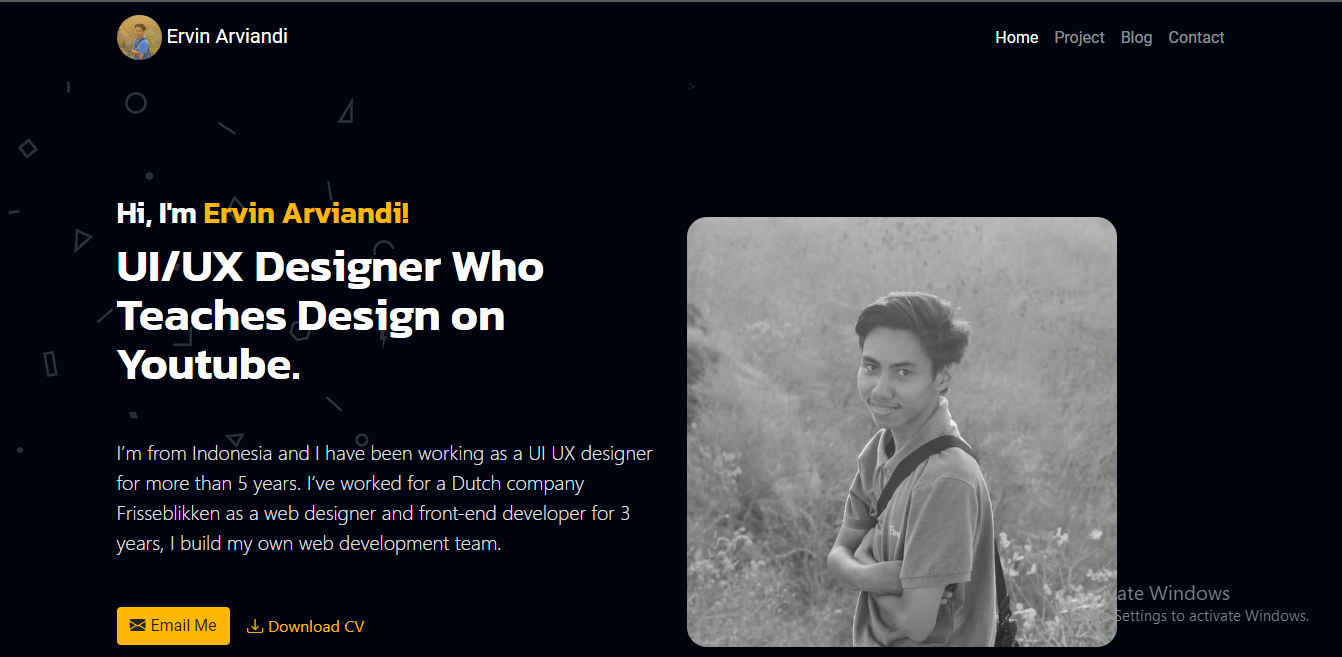 Ervin Arviandi
Home Project Blog Contact
>
Hi, I'm Ervin Arviandi!
UI/UX Designer Who
Teaches Design on
Youtube.
I’m from Indonesia and I have been working as a UI UX designer
for more than 5 years. I’ve worked for a Dutch company
Frisseblikken as a web designer and front-end developer for 3
years, I build my own web development team.
Email Me Download CV
Windows
Settings to activate Windows.